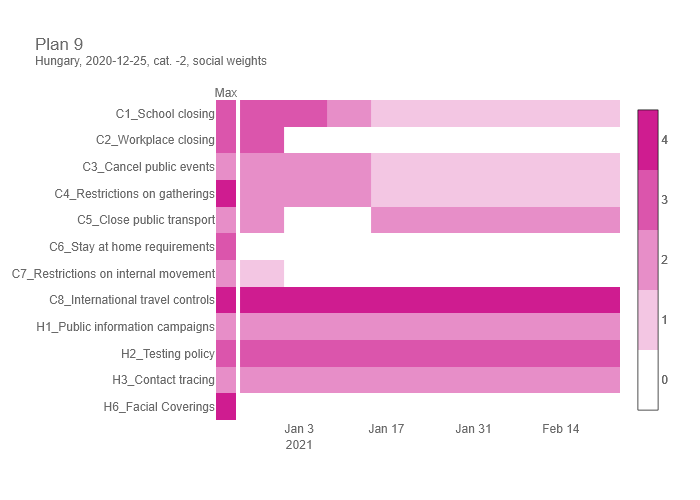 Plan 9
Hungary, 2020-12-25, cat. -2, social weights
Max
C1_School closing
C2_Workplace closing
C3_Cancel public events
C4_Restrictions on gatherings
C5_Close public transport
C6_Stay at home requirements
C7_Restrictions on internal movement
C8_International travel controls
H1_Public information campaigns
H2_Testing policy
H3_Contact tracing
H6_Facial Coverings
Jan 3
2021
Jan 17
Jan 31
Feb 14
4
3
2
1
0